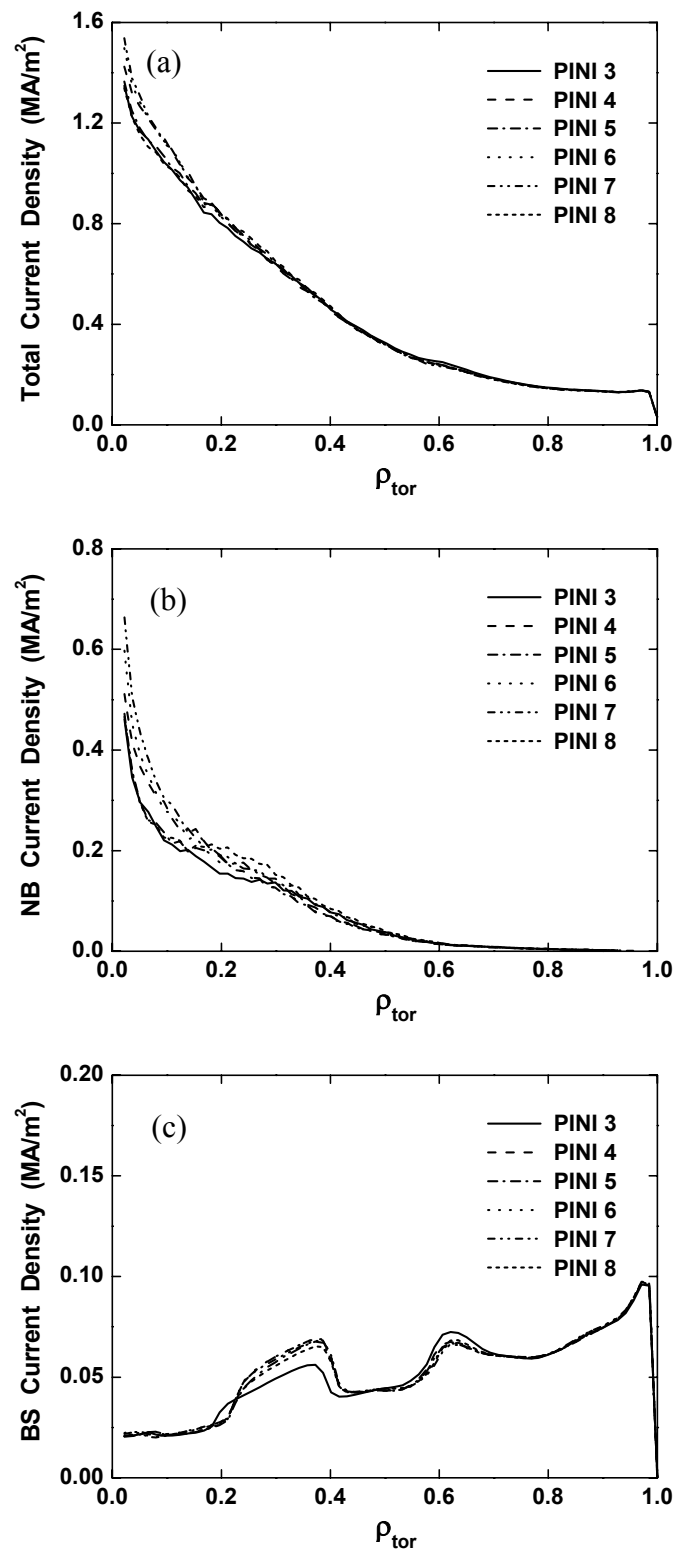 1.6
(a)
PINI 3
PINI 4
PINI 5
PINI 6
PINI 7
PINI 8
1.2
0.8
0.4
0.0
Total Current Density (MA/m²)
0.0 0.2 0.4 0.6 0.8 1.0
ρtor
0.8
(b)
PINI 3
PINI 4
PINI 5
PINI 6
PINI 7
PINI 8
0.6
0.4
0.2
0.0
NB Current Density (MA/m²)
0.0 0.2 0.4 0.6 0.8 1.0
ρtor
0.20
(c)
PINI 3
PINI 4
PINI 5
PINI 6
PINI 7
PINI 8
0.15
0.10
0.05
0.00
BS Current Density (MA/m²)
0.0 0.2 0.4 0.6 0.8 1.0
ρtor